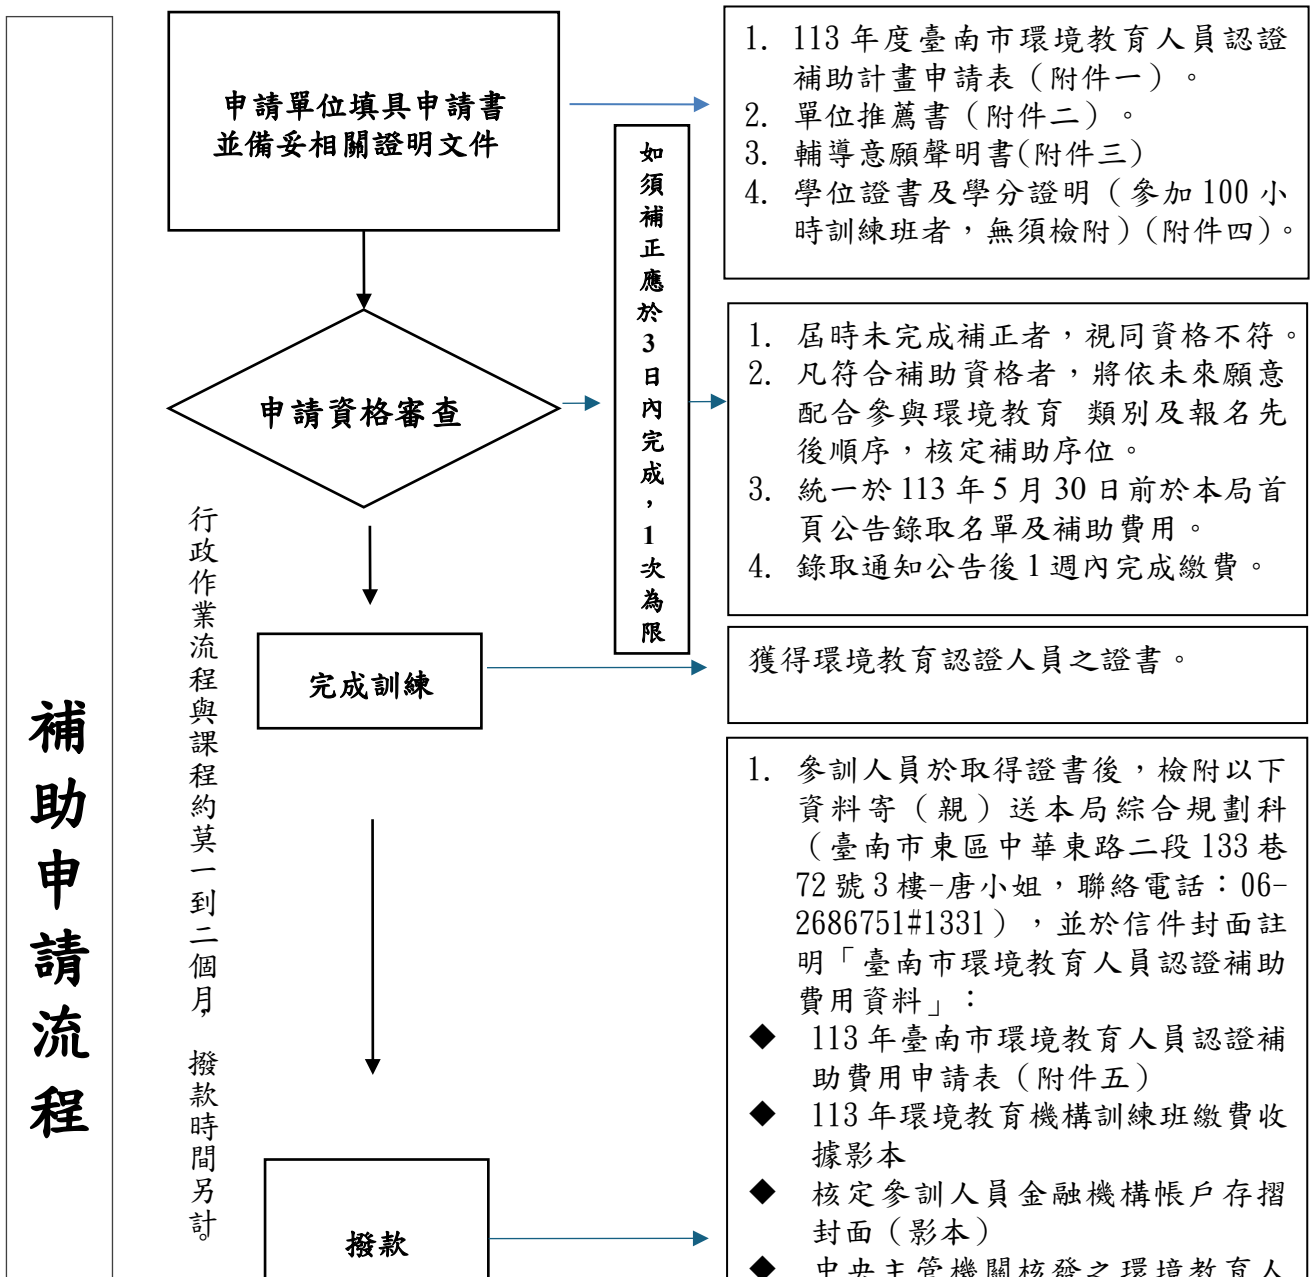 補助申請流程
申請單位填具申請書
並備妥相關證明文件
1. 113年度臺南市環境教育人員認證
補助計畫申請表（附件一）。
2. 單位推薦書（附件二）。
3. 輔導意願聲明書(附件三)
4. 學位證書及學分證明（參加100小
時訓練班者，無須檢附）(附件四)。
如須補正應於3日內完成，1次為限
申請資格審查
1. 屆時未完成補正者，視同資格不符。
2. 凡符合補助資格者，將依未來願意
配合參與環境教育 類別及報名先
後順序，核定補助序位。
3. 統一於113年5月30日前於本局首
頁公告錄取名單及補助費用。
4. 錄取通知公告後1週內完成繳費。
行政作業流程與課程約莫一到二個月，撥款時間另計。
完成訓練
獲得環境教育認證人員之證書。
撥款
1. 參訓人員於取得證書後，檢附以下
資料寄（親）送本局綜合規劃科
（臺南市東區中華東路二段133巷
72號3樓-唐小姐，聯絡電話：06-
2686751#1331），並於信件封面註
明「臺南市環境教育人員認證補助
費用資料」：
◆ 113年臺南市環境教育人員認證補
助費用申請表（附件五）
◆ 113年環境教育機構訓練班繳費收
據影本
◆ 核定參訓人員金融機構帳戶存摺
封面（影本）
◆ 中央主管機關核發之環境教育人